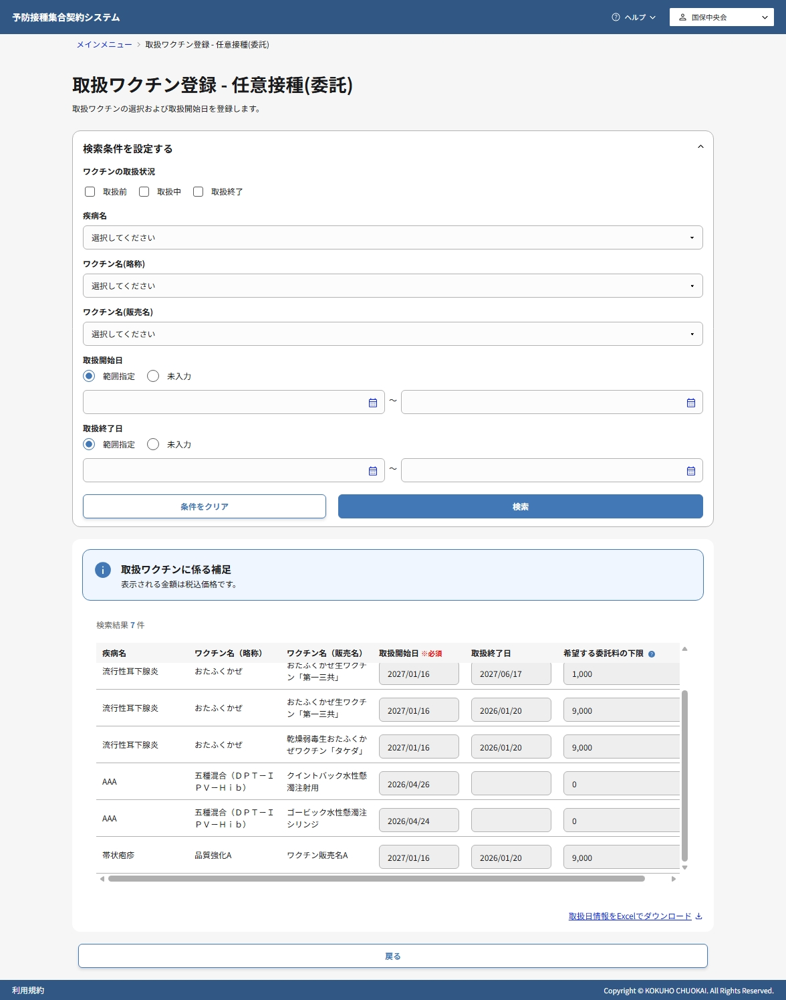 予防接種集合契約システム
ヘルプ
国保中央会
メインメニュー > 取扱ワクチン登録 - 任意接種(委託)
取扱ワクチン登録 - 任意接種(委託)
取扱ワクチンの選択および取扱開始日を登録します。
検索条件を設定する
ワクチンの取扱状況
取扱前 取扱中 取扱終了
疾病名
選択してください
ワクチン名(略称)
選択してください
ワクチン名(販売名)
選択してください
取扱開始日
範囲指定 未入力
～
取扱終了日
範囲指定 未入力
～
条件をクリア 検索
取扱ワクチンに係る補足
表示される金額は税込価格です。
検索結果 7 件
疾病名 ワクチン名（略称） ワクチン名（販売名） 取扱開始日 ※必須 取扱終了日 希望する委託料の下限
流行性耳下腺炎 おたふくかぜ おたふくかぜ生ワクチン「第一三共」 2027/01/16 2027/06/17 1,000
流行性耳下腺炎 おたふくかぜ おたふくかぜ生ワクチン「第一三共」 2027/01/16 2026/01/20 9,000
流行性耳下腺炎 おたふくかぜ 乾燥弱毒生おたふくかぜワクチン「タケダ」 2027/01/16 2026/01/20 9,000
AAA 五種混合（ＤＰＴ－ＩＰＶ－Ｈｉｂ） クイントバック水性懸濁注射用 2026/04/26 0
AAA 五種混合（ＤＰＴ－ＩＰＶ－Ｈｉｂ） ゴービック水性懸濁注シリンジ 2026/04/24 0
帯状疱疹 品質強化A ワクチン販売名A 2027/01/16 2026/01/20 9,000
取扱日情報をExcelでダウンロード
戻る
利用規約
Copyright © KOKUHO CHUOKAI. All Rights Reserved.